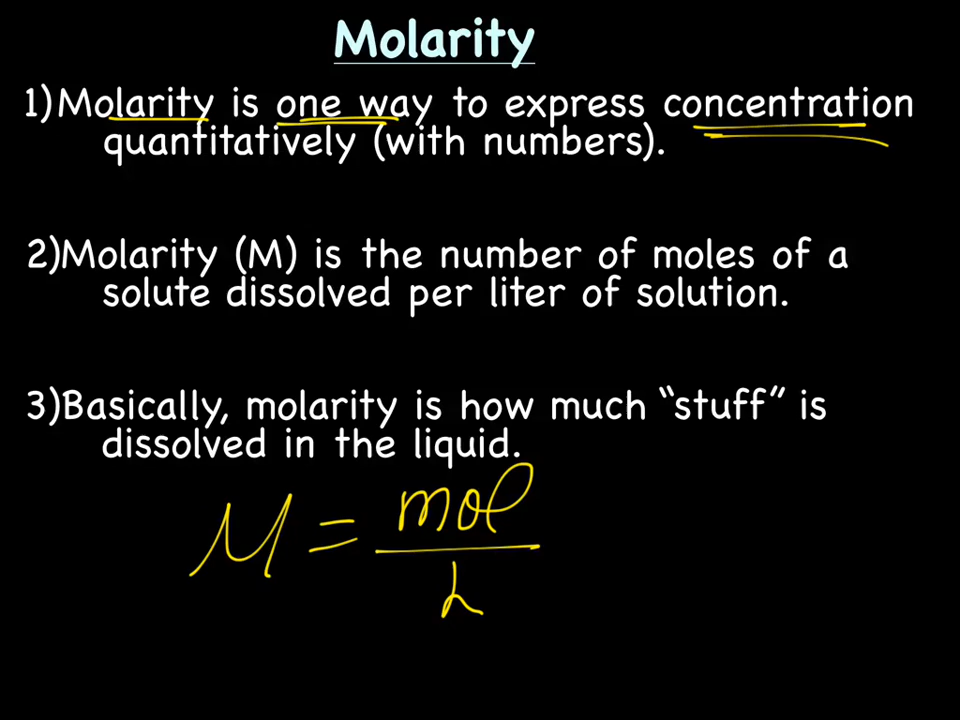 Molarity
1)Molarity is one way to express concentration
quantitatively (with numbers).
2)Molarity (M) is the number of moles of a
solute dissolved per liter of solution.
3)Basically, molarity is how much “stuff” is
dissolved in the liquid.
M = mol
L